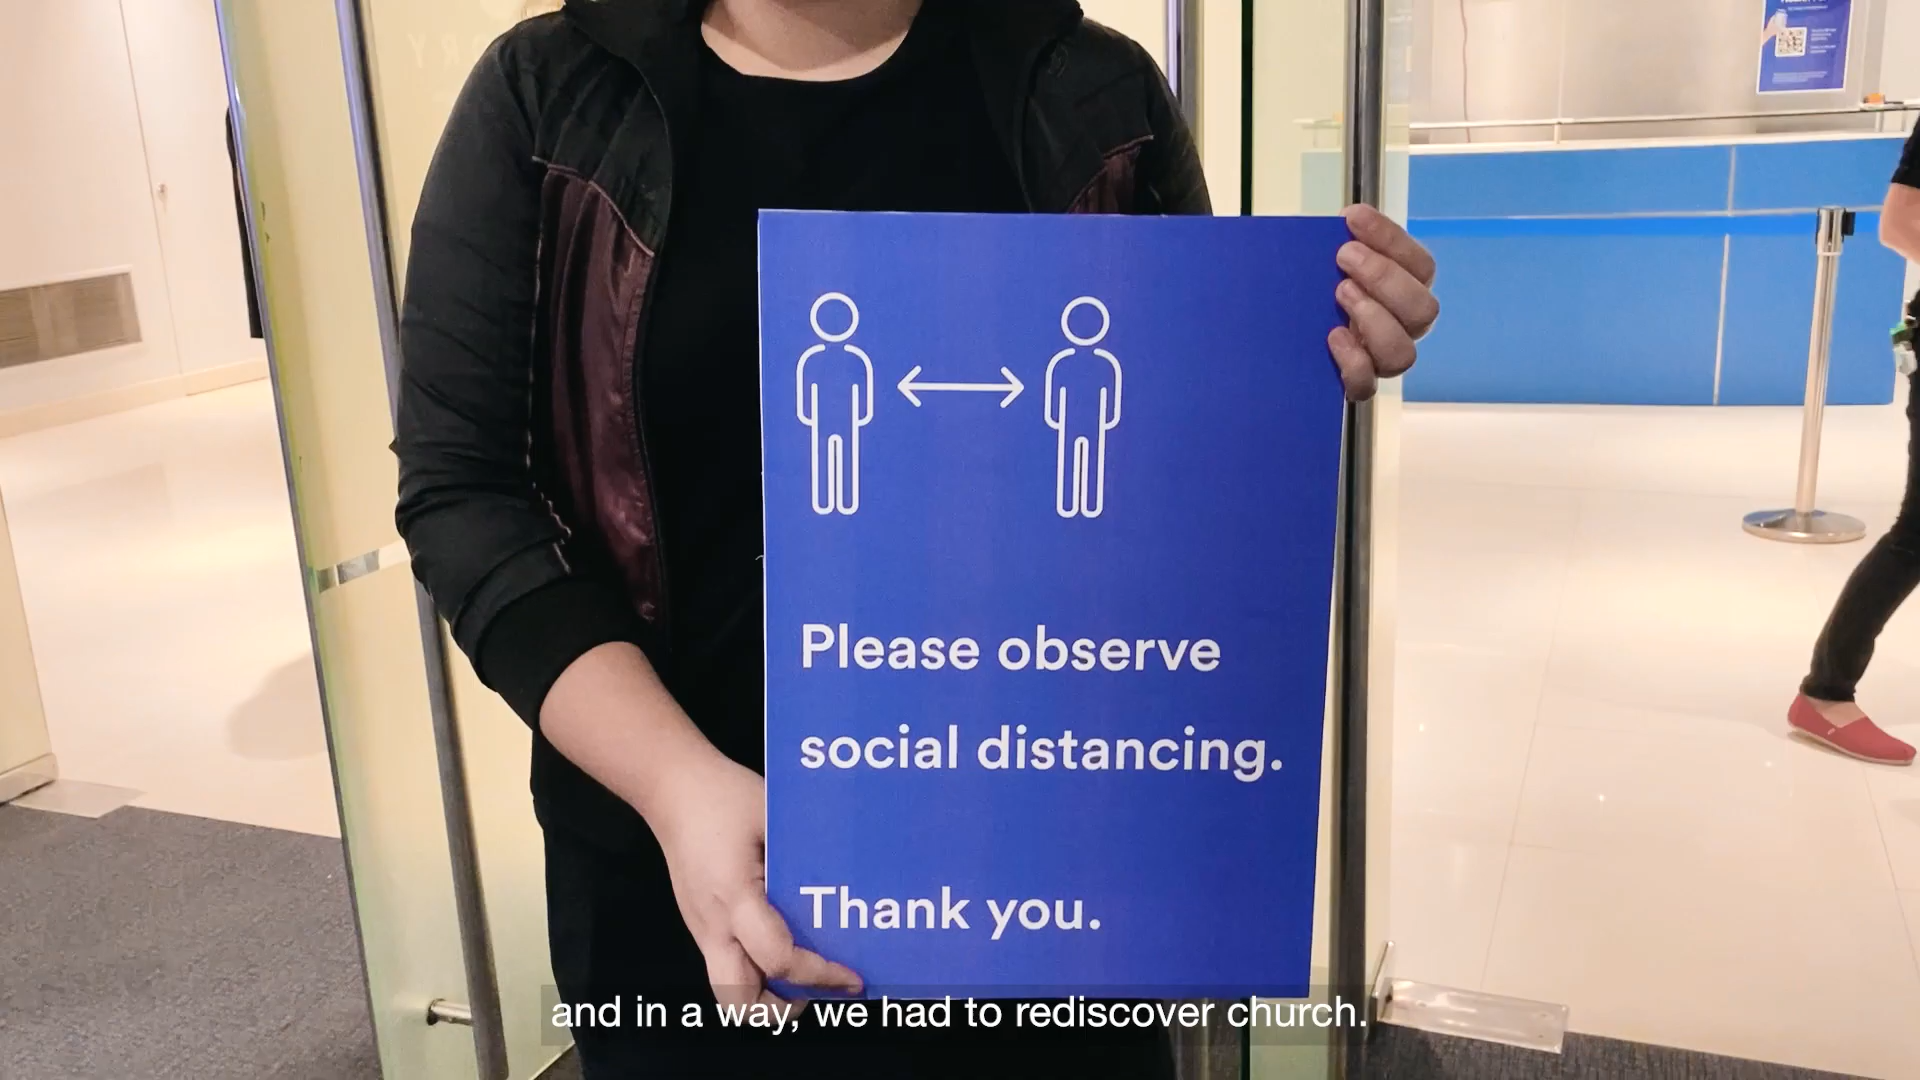 Please observe
social distancing.
Thank you.
and in a way, we had to rediscover church.